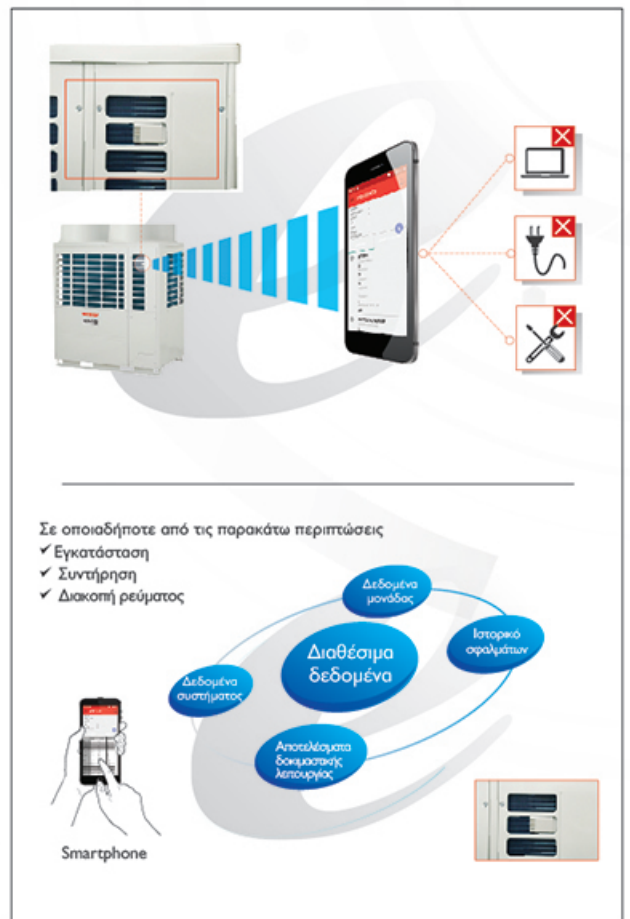 Σε οποιαδήποτε από τις παρακάτω περιπτώσεις
✓ Εγκατάσταση
✓ Συντήρηση
✓ Διακοπή ρεύματος
Δεδομένα
μονάδας
Ιστορικό
σφαλμάτων
Διαθέσιμα
δεδομένα
Δεδομένα
συστήματος
Αποτελέσματα
δοκιμαστικής
λειτουργίας
Smartphone